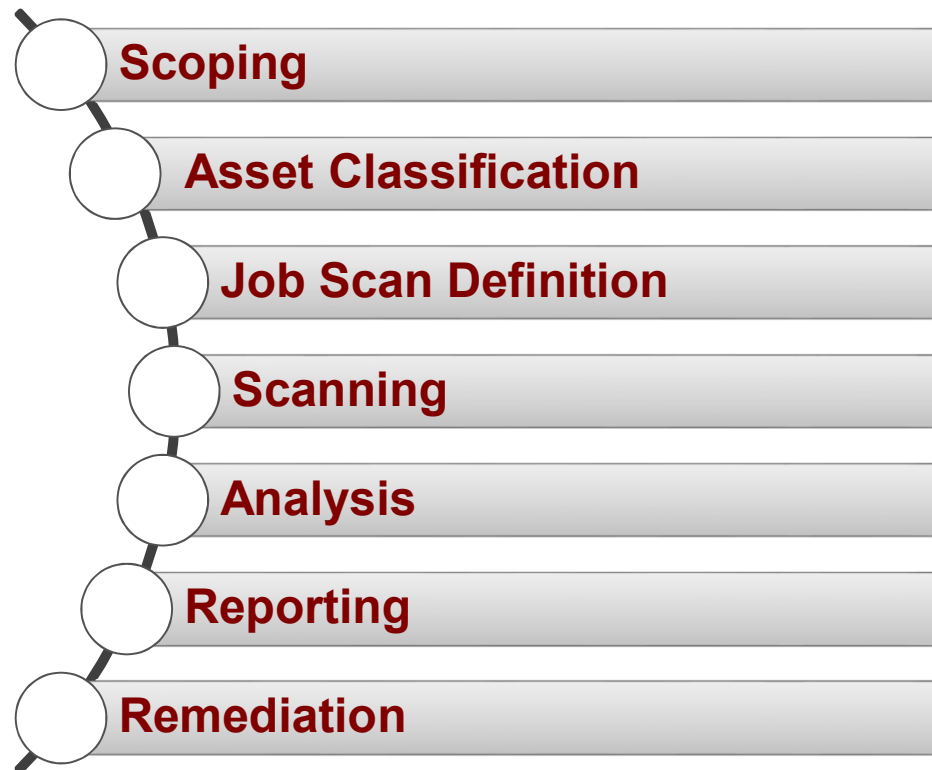 Scoping
Asset Classification
Job Scan Definition
Scanning
Analysis
Reporting
Remediation